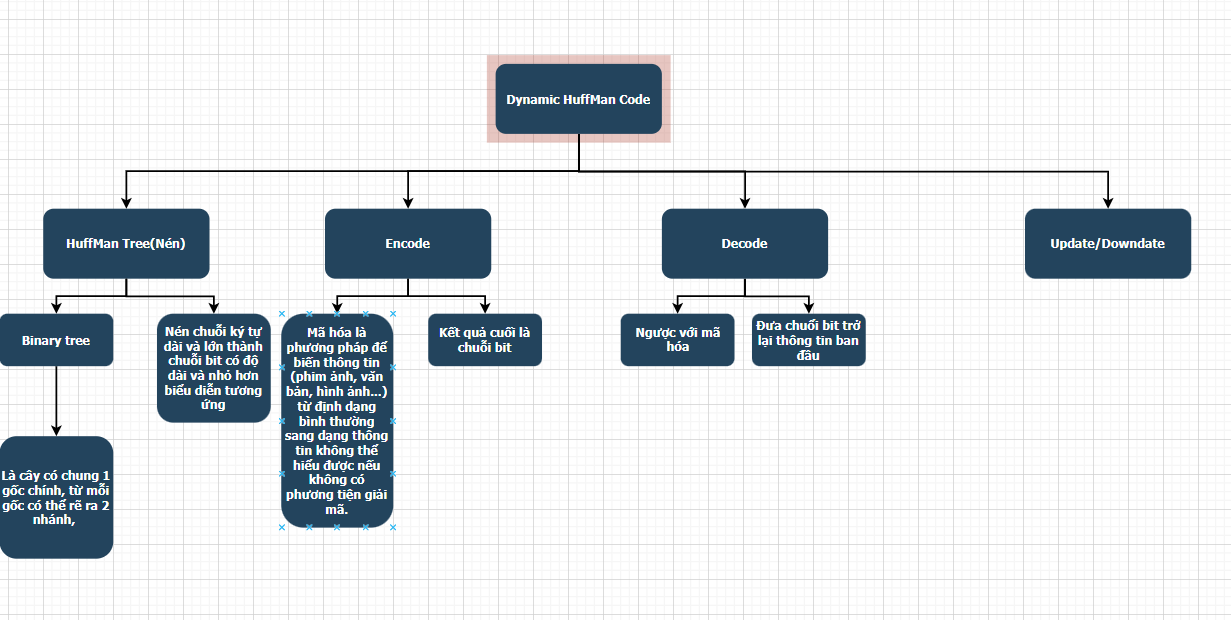 Dynamic HuffMan Code
HuffMan Tree(Nén)
Encode
Decode
Update/Downdate
Binary tree
Nén chuỗi ký tự
dài và lớn thành
chuỗi bit có độ
dài và nhỏ hơn
biểu diễn tương
ứng
Mã hóa là
phương pháp để
biến thông tin
(phim ảnh, văn
bản, hình ảnh...)
từ định dạng
bình thường
sang dạng thông
tin không thể
hiểu được nếu
không có
phương tiện giải
mã.
Kết quả cuối là
chuỗi bit
Ngược với mã
hóa
Đưa chuổi bit trở
lại thông tin ban
đầu
Là cây có chung 1
gốc chính, từ mỗi
gốc có thể rẽ ra 2
nhánh,